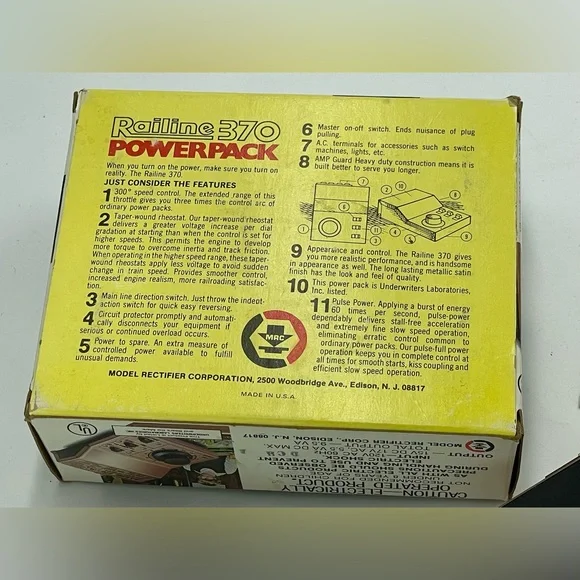 Railine 370
POWERPACK
When you turn on the power, make sure you turn on
reality. The Railine 370.
JUST CONSIDER THE FEATURES
1 300° speed control. The extended range of this
throttle gives you three times the control arc of
ordinary power packs.
2 Taper-wound rheostat. Our taper-wound rheostat
delivers a greater voltage increase per dial
gradation at starting than when the control is set for
higher speeds. This permits the engine to develop
more torque to overcome inertia and track friction.
When operating in the higher speed range, these taper-
wound rheostats apply less voltage to avoid sudden
change in train speed. Provides smoother control,
increased engine realism, more railroading satisfac-
tion.
3 Main line direction switch. Just throw the indent-
action switch for quick easy reversing.
4 Circuit protector promptly and automati-
cally disconnects your equipment if
serious or continued overload occurs.
5 Power to spare. An extra measure of
controlled power available to fulfill
unusual demands.
6 Master on-off switch. Ends nuisance of plug
pulling.
7 A.C. terminals for accessories such as switch
machines, lights, etc.
8 AMP Guard Heavy duty construction means it is
built better to serve you longer.
9 Appearance and control. The Railine 370 gives
you more realistic performance, and is handsome
in appearance as well. The long lasting metallic satin
finish has the look and feel of quality.
10 This power pack is Underwriters Laboratories,
Inc. listed.
11 Pulse Power. Applying a burst of energy
60 times per second, pulse-power
dependably delivers stall-free acceleration
and extremely fine slow speed operation,
eliminating erratic control common to
ordinary power packs. Our pulse-full power
operation keeps you in complete control at
all times for smooth starts, kiss coupling and
efficient slow speed operation.
MRC
MODEL RECTIFIER CORPORATION, 2500 Woodbridge Ave., Edison, N. J. 08817
MADE IN U.S.A.
UL
MODEL RECTIFIER CORP. EDISON, N.J. 08817
OUTPUT
CAUTION—ELECTRICALLY
OPERATED PRODUCT